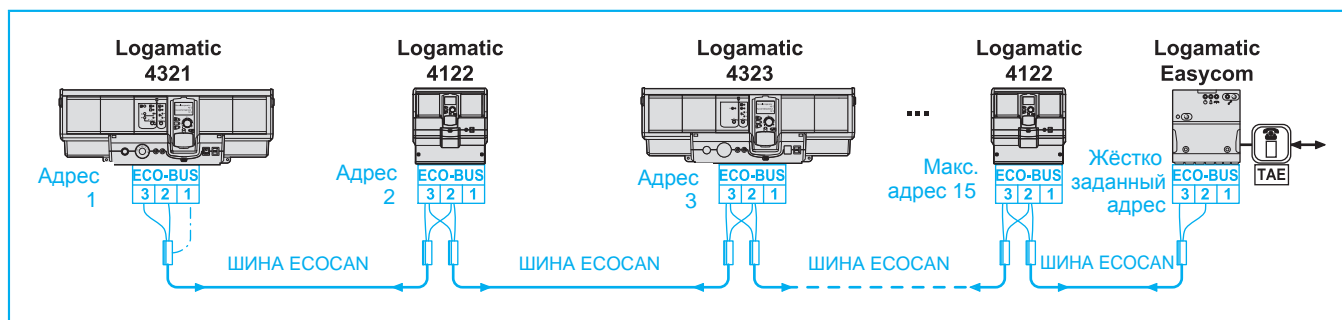 Logamatic
4321
Logamatic
4122
Logamatic
4323
...
Logamatic
4122
Logamatic
Easycom
Адрес
1
ECO-BUS
3 2 1
Адрес
2
ECO-BUS
3 2 1
Адрес
3
ECO-BUS
3 2 1
Макс.
адрес 15
ECO-BUS
3 2 1
Жёстко
заданный
адрес
ECO-BUS
3 2 1
TAE
ШИНА ECOCAN
ШИНА ECOCAN
ШИНА ECOCAN
ШИНА ECOCAN